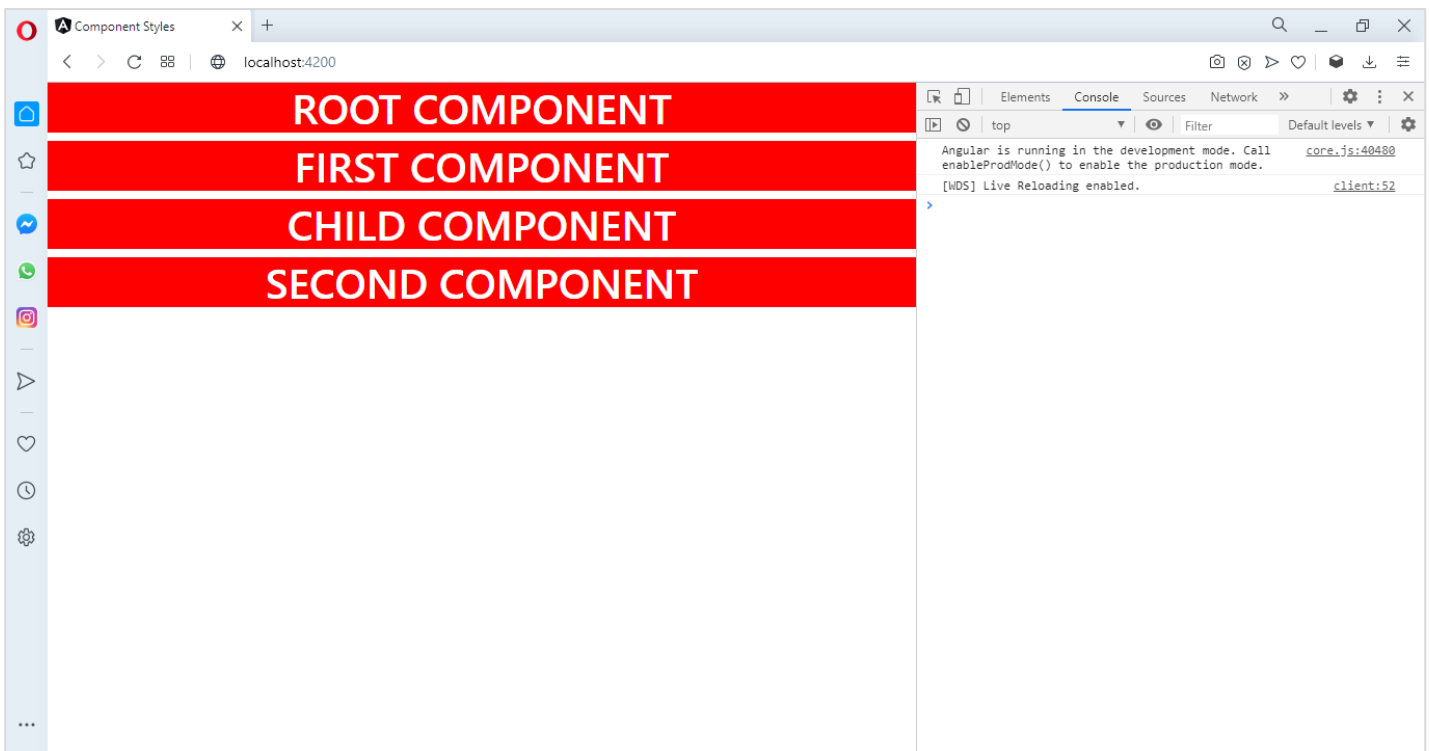 Component Styles
localhost:4200
ROOT COMPONENT
FIRST COMPONENT
CHILD COMPONENT
SECOND COMPONENT
Elements Console Sources Network »
top Filter Default levels ▼
Angular is running in the development mode. Call core.js:40480
enableProdMode() to enable the production mode.
[WDS] Live Reloading enabled. client:52